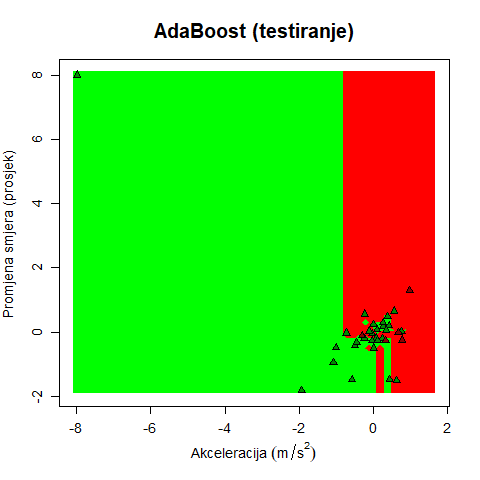 AdaBoost (testiranje)
Promjena smjera (prosjek)
8
6
4
2
0
-2
-8 -6 -4 -2 0 2
Akceleracija (m/s²)